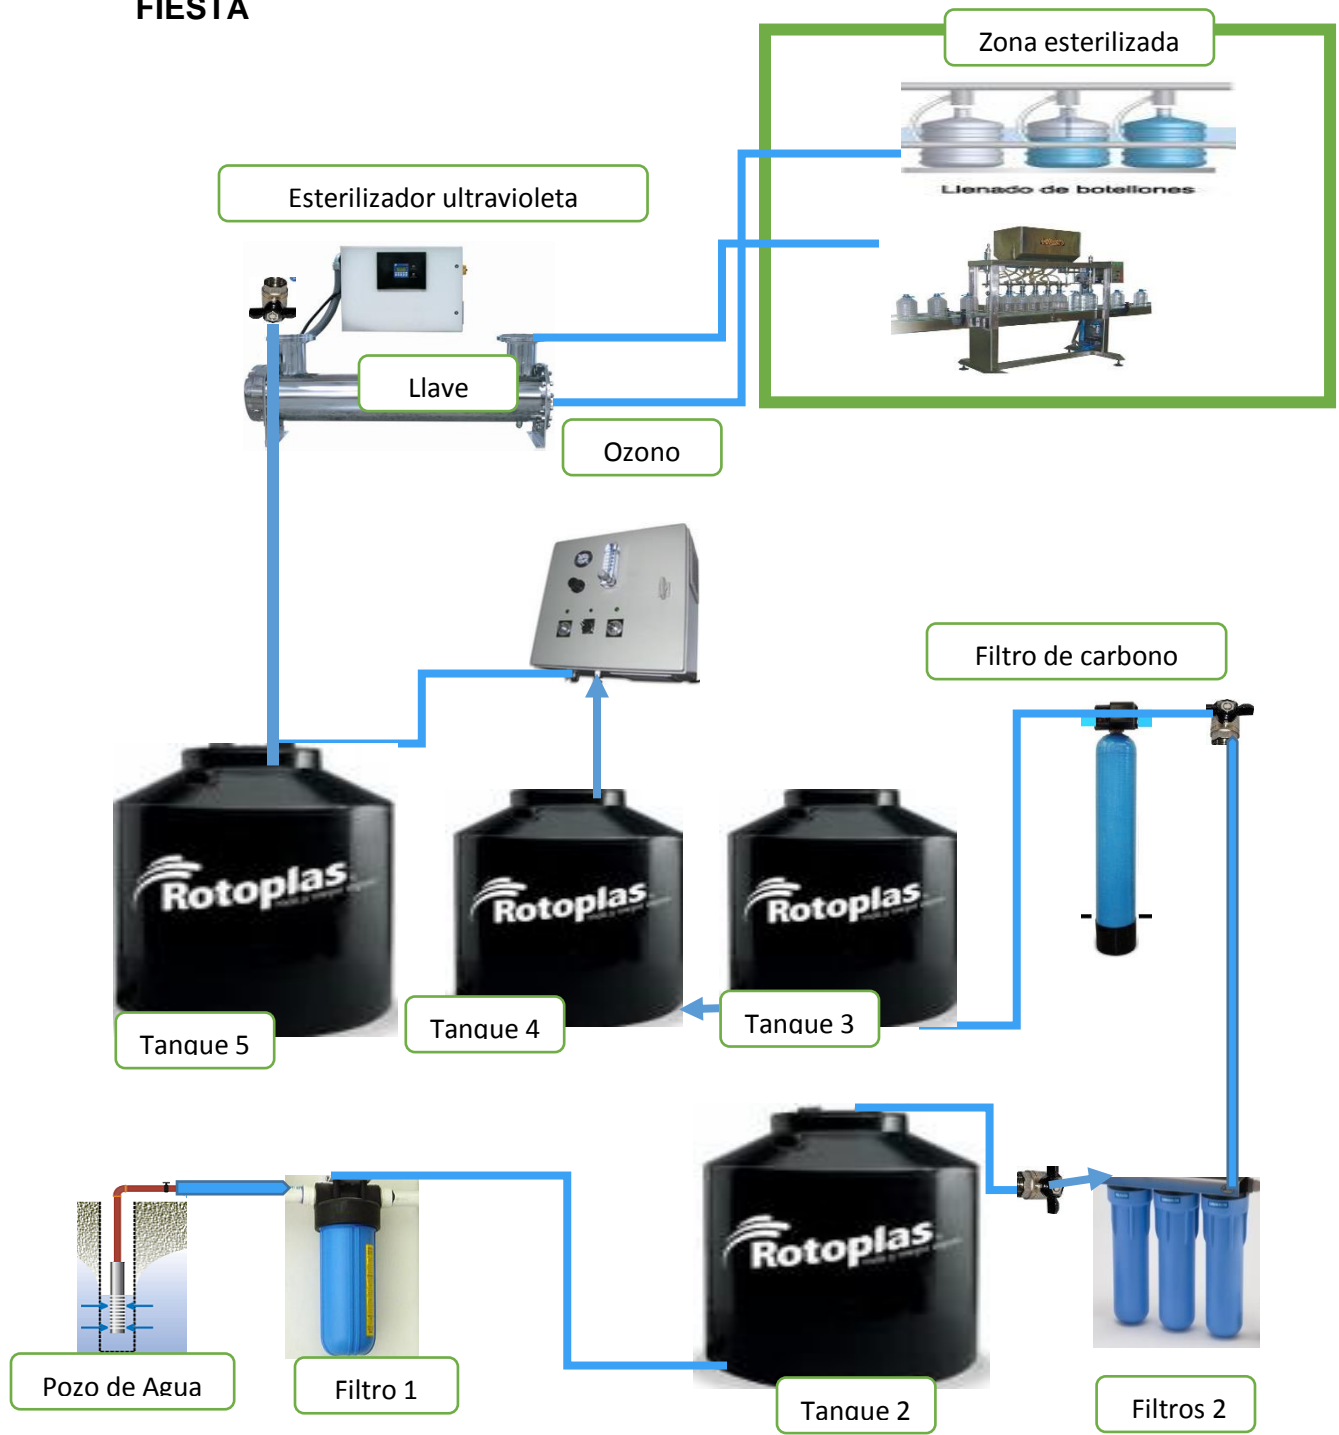 FIESTA
Zona esterilizada
Llenado de botellones
Esterilizador ultravioleta
Llave
Ozono
Filtro de carbono
Rotoplas
Rotoplas
Rotoplas
Tanque 5
Tanque 4
Tanque 3
Rotoplas
Pozo de Agua
Filtro 1
Tanque 2
Filtros 2